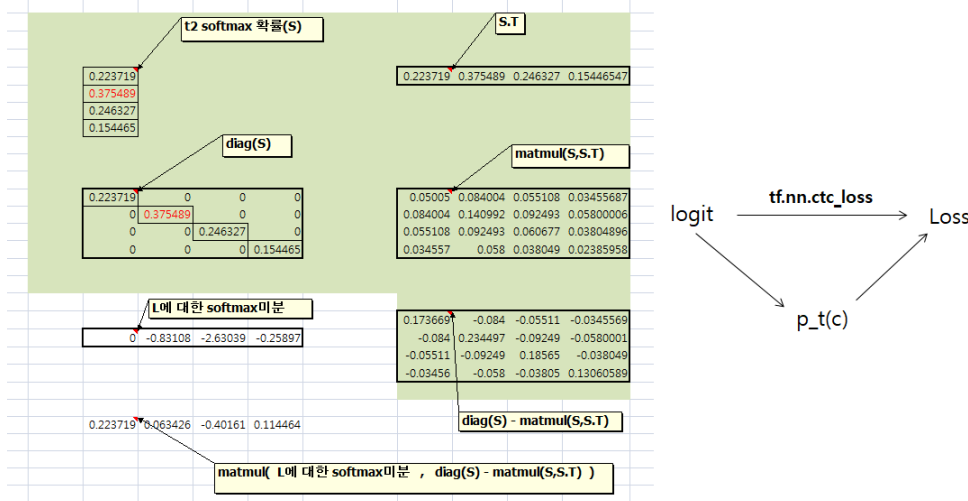 t2 softmax 확률(S)
S.T
0.223719
0.375489
0.246327
0.154465
0.223719 0.375489 0.246327 0.15446547
diag(S)
matmul(S,S.T)
0.223719 0 0 0
0 0.375489 0 0
0 0 0.246327 0
0 0 0 0.154465
0.05005 0.084004 0.055108 0.03455687
0.084004 0.140992 0.092493 0.05800006
0.055108 0.092493 0.060677 0.03804896
0.034557 0.058 0.038049 0.02385958
logit
tf.nn.ctc_loss
Loss
p_t(c)
L에 대한 softmax미분
0 -0.83108 -2.63039 -0.25897
0.173669 -0.084 -0.05511 -0.0345569
-0.084 0.234497 -0.09249 -0.0580001
-0.05511 -0.09249 0.18565 -0.038049
-0.03456 -0.058 -0.03805 0.13060589
diag(S) - matmul(S,S.T)
0.223719 0.063426 -0.40161 0.114464
matmul( L에 대한 softmax미분 , diag(S) - matmul(S,S.T) )